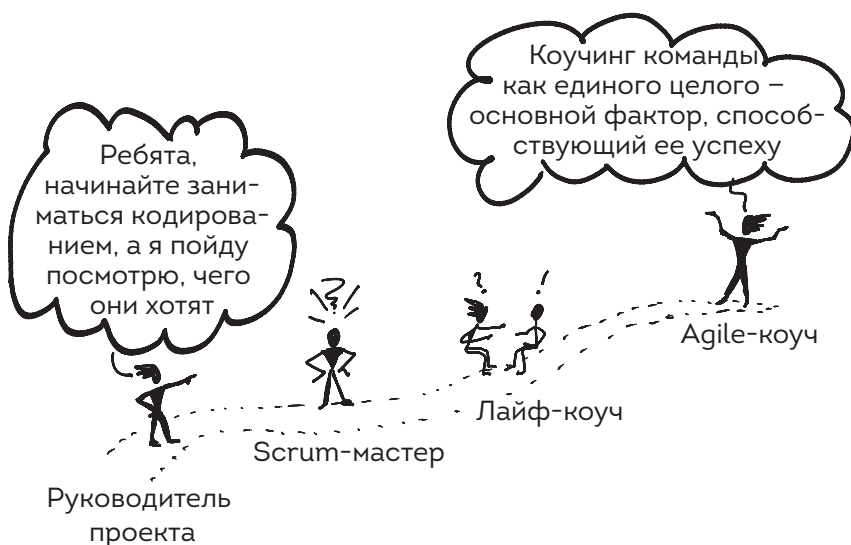 Коучинг команды
как единого целого –
основной фактор, способ-
ствующий ее успеху
Ребята,
начинайте зани-
маться кодирова-
нием, а я пойду
посмотрю, чего
они хотят
?
!
Agile-коуч
Лайф-коуч
Scrum-мастер
Руководитель
проекта